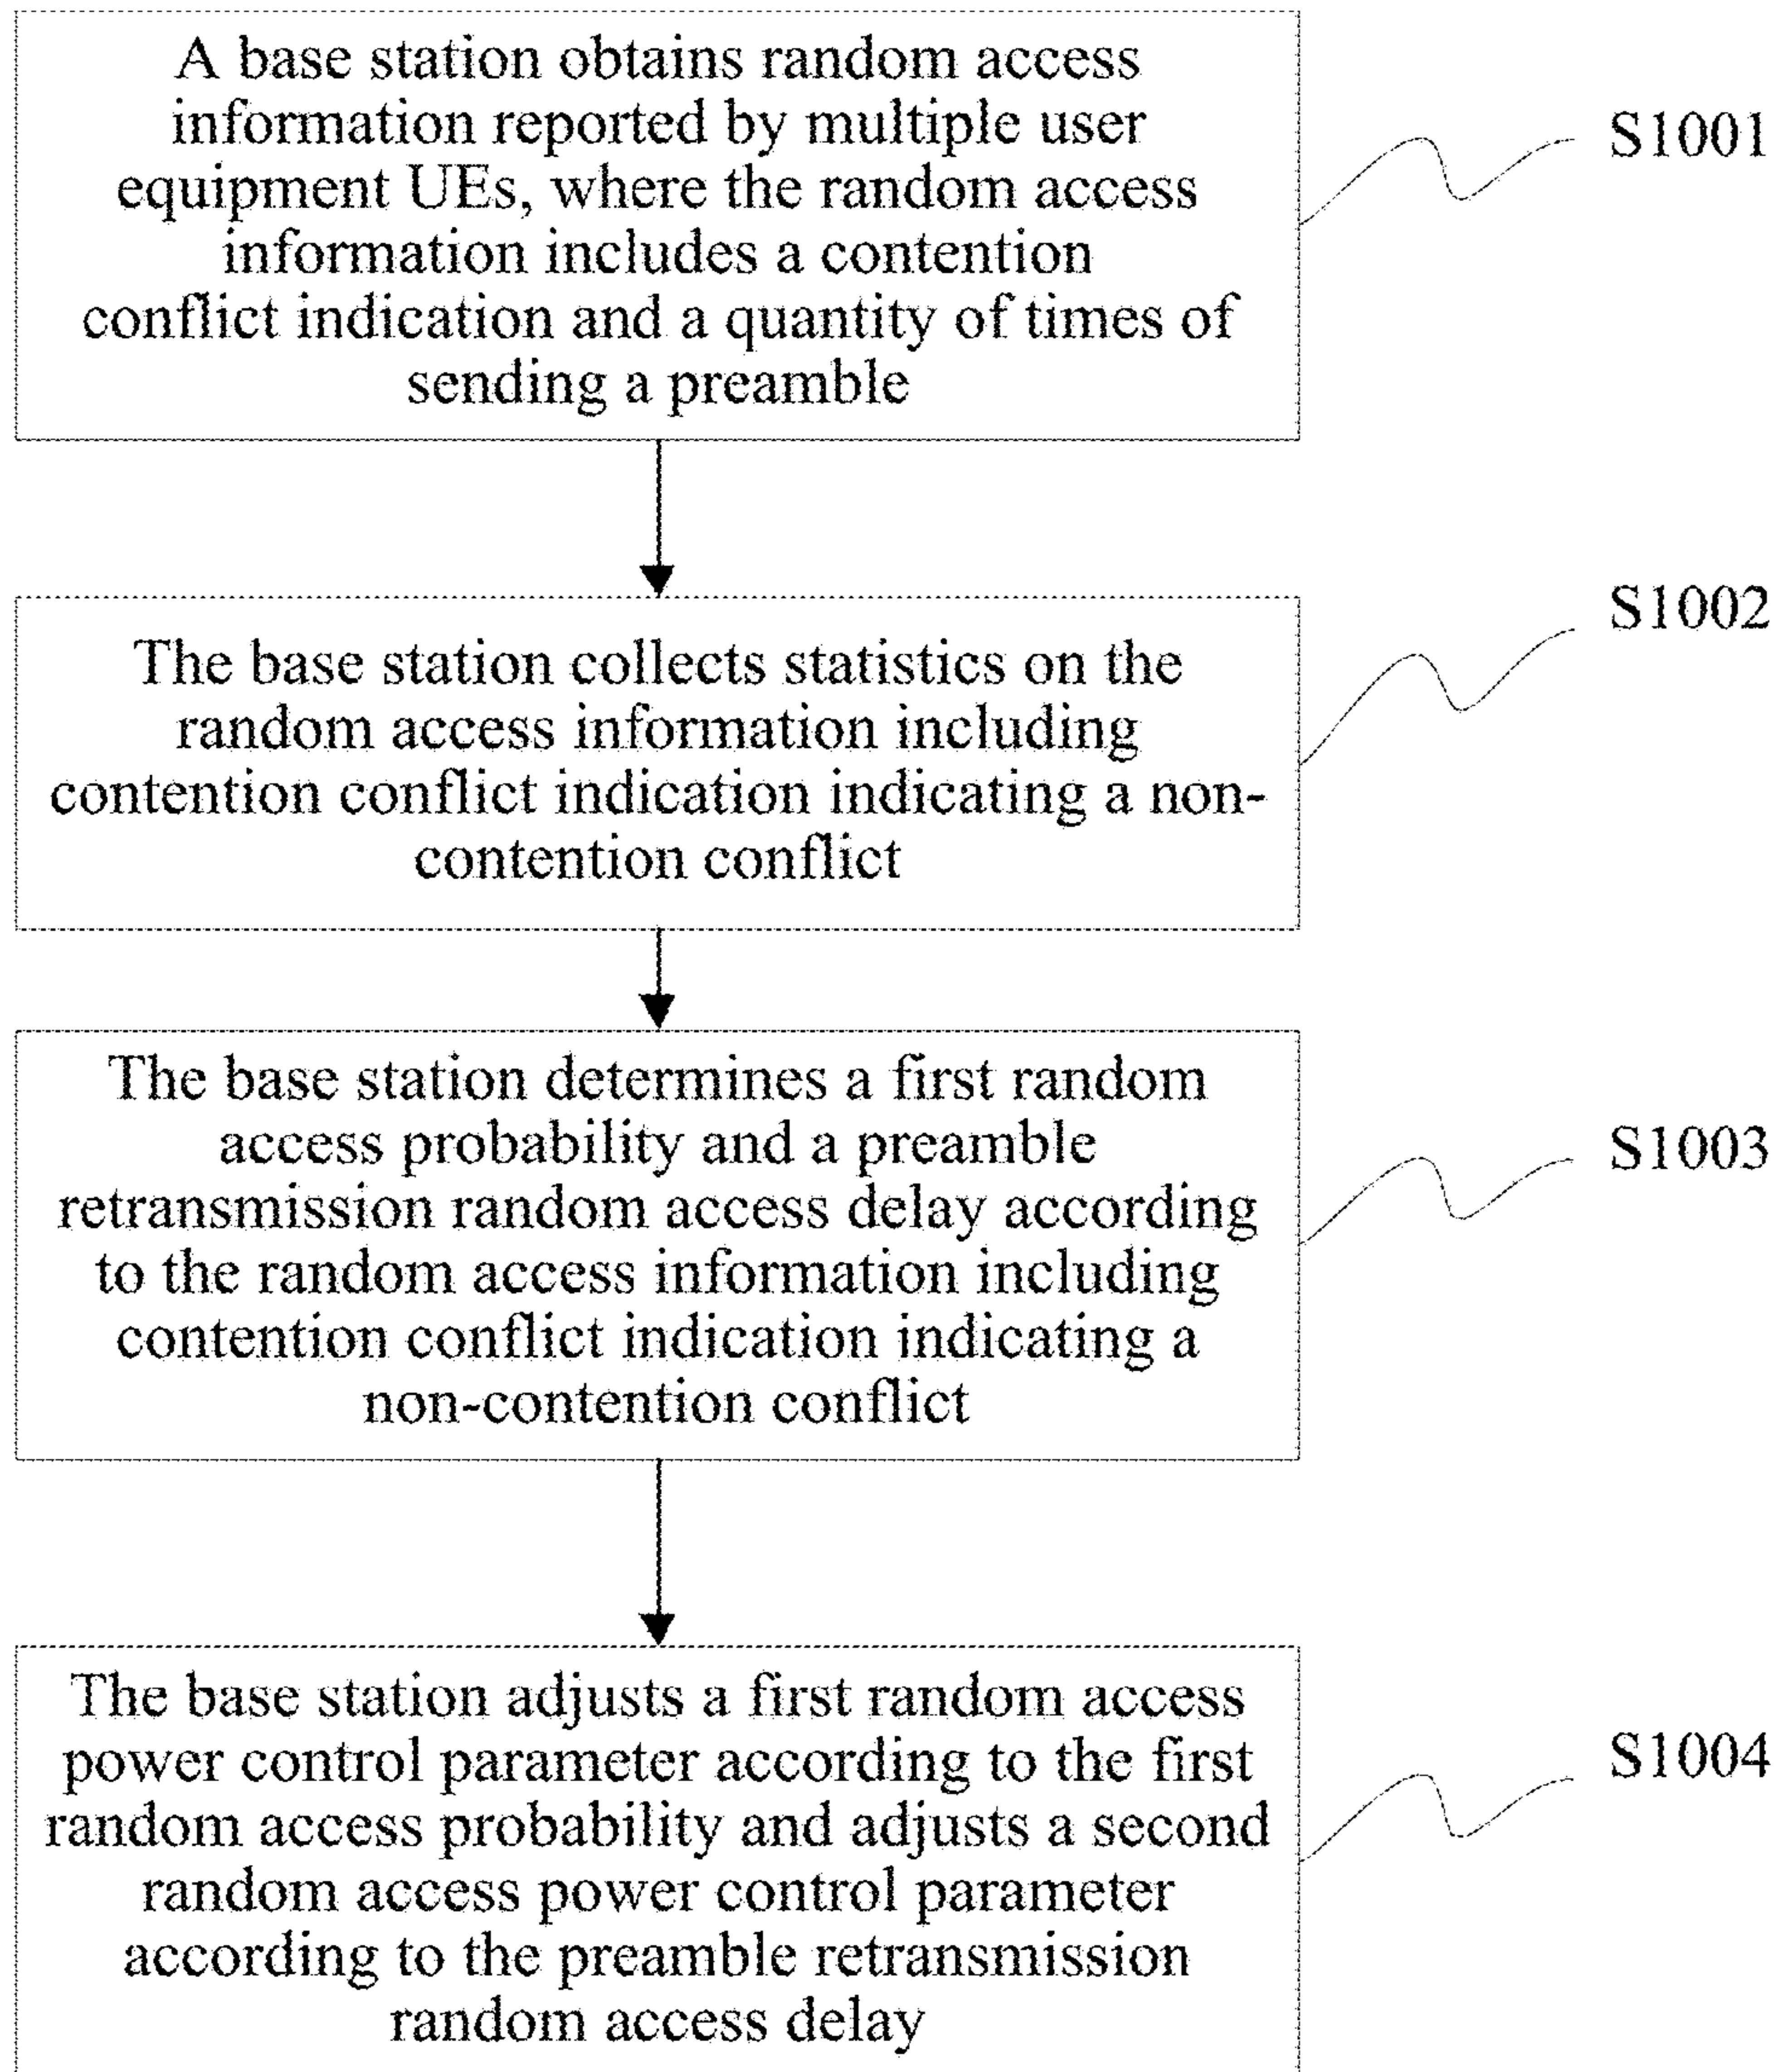 A base station obtains random access
information reported by multiple user
equipment UEs, where the random access
information includes a contention
conflict indication and a quantity of times of
sending a preamble
S1001
The base station collects statistics on the
random access information including
contention conflict indication indicating a non-
contention conflict
S1002
The base station determines a first random
access probability and a preamble
retransmission random access delay according
to the random access information including
contention conflict indication indicating a
non-contention conflict
S1003
The base station adjusts a first random access
power control parameter according to the first
random access probability and adjusts a second
random access power control parameter
according to the preamble retransmission
random access delay
S1004